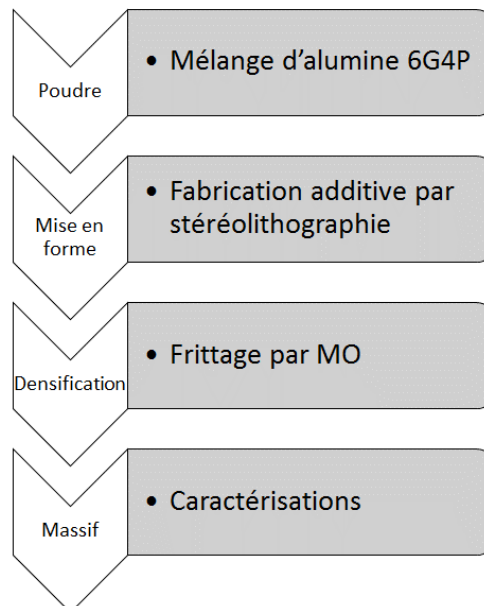 Poudre
• Mélange d'alumine 6G4P
Mise en
forme
• Fabrication additive par
stéréolithographie
Densification
• Frittage par MO
Massif
• Caractérisations